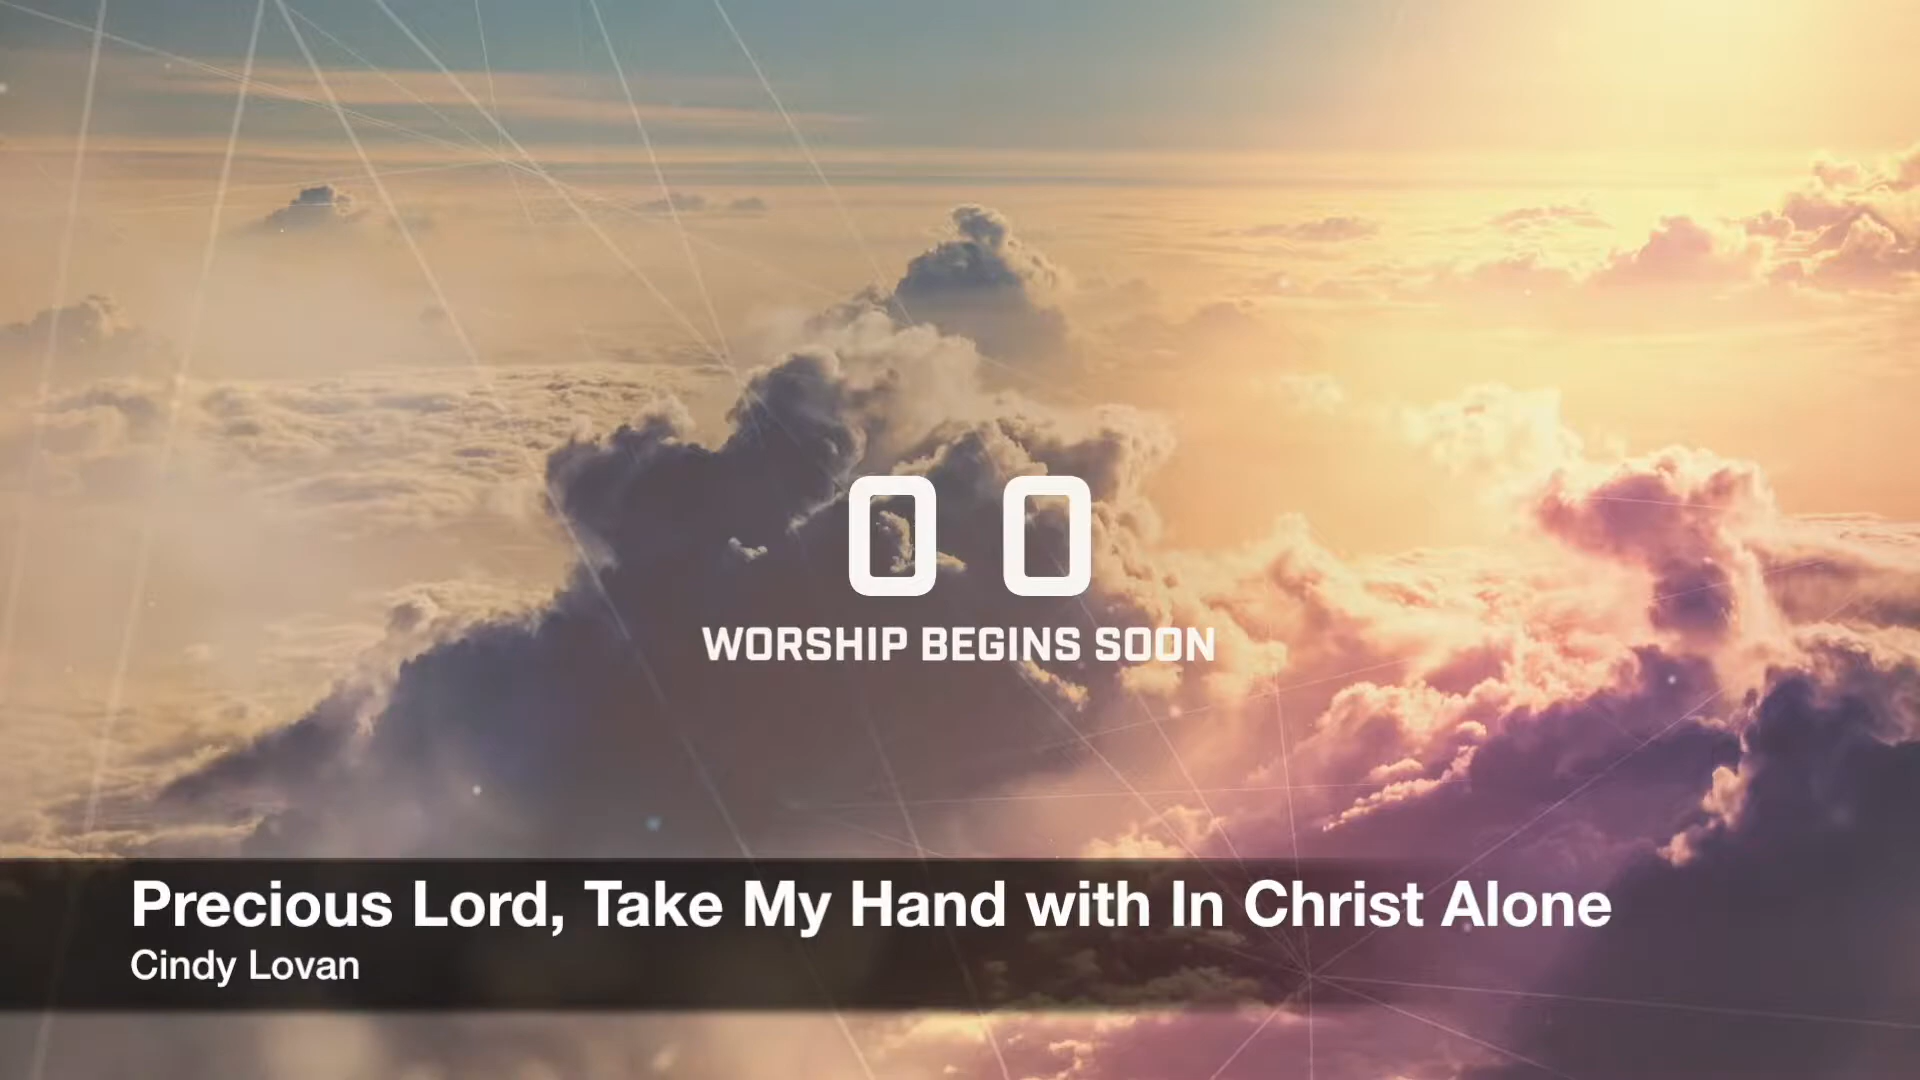 0 0
WORSHIP BEGINS SOON
Precious Lord, Take My Hand with In Christ Alone
Cindy Lovan